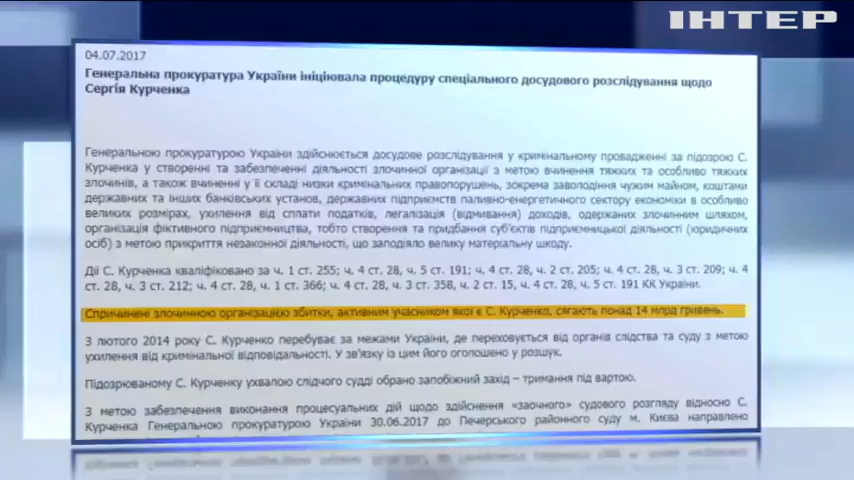 ІНТЕР
04.07.2017
Генеральна прокуратура України ініціювала процедуру спеціального досудового розслідування щодо
Сергія Курченка
Генеральною прокуратурою України здійснюється досудове розслідування у кримінальному провадженні за підозрою С.
Курченка у створенні та забезпеченні діяльності злочинної організації з метою вчинення тяжких та особливо тяжких
злочинів, а також вчиненні у її складі низки кримінальних правопорушень, зокрема заволодіння чужим майном, коштами
державних та інших банківських установ, державних підприємств паливно-енергетичного сектору економіки в особливо
великих розмірах, ухилення від сплати податків, легалізація (відмивання) доходів, одержаних злочинним шляхом,
організація фіктивного підприємництва, тобто створення та придбання суб'єктів підприємницької діяльності (юридичних
осіб) з метою прикриття незаконної діяльності, що заподіяло велику матеріальну шкоду.
Дії С. Курченка кваліфіковано за ч. 1 ст. 255; ч. 4 ст. 28, ч. 5 ст. 191; ч. 4 ст. 28, ч. 2 ст. 205; ч. 4 ст. 28, ч. 3 ст. 209; ч. 4
ст. 28, ч. 3 ст. 212; ч. 4 ст. 28, ч. 1 ст. 366; ч. 4 ст. 28, ч. 3 ст. 358, ч. 2 ст. 15, ч. 4 ст. 28, ч. 5 ст. 191 КК України.
Спричинені злочинною організацією збитки, активним учасником якої є С. Курченко, сягають понад 14 млрд гривень.
З лютого 2014 року С. Курченко перебуває за межами України, де переховується від органів слідства та суду з метою
ухилення від кримінальної відповідальності. У зв'язку із цим його оголошено у розшук.
Підозрюваному С. Курченку ухвалою слідчого судді обрано запобіжний захід – тримання під вартою.
З метою забезпечення виконання процесуальних дій щодо здійснення «заочного» судового розгляду відносно С.
Курченка Генеральною прокуратурою України 30.06.2017 до Печерського районного суду м. Києва направлено